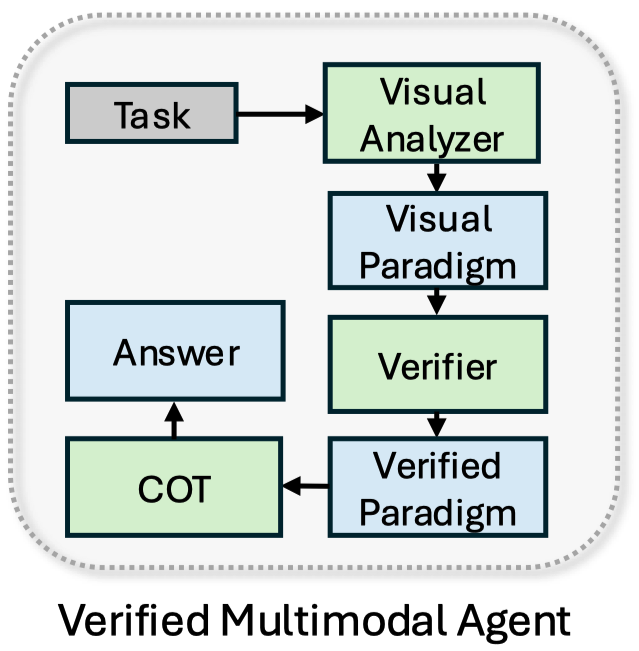 Task
Visual
Analyzer
Visual
Paradigm
Answer
Verifier
COT
Verified
Paradigm
Verified Multimodal Agent